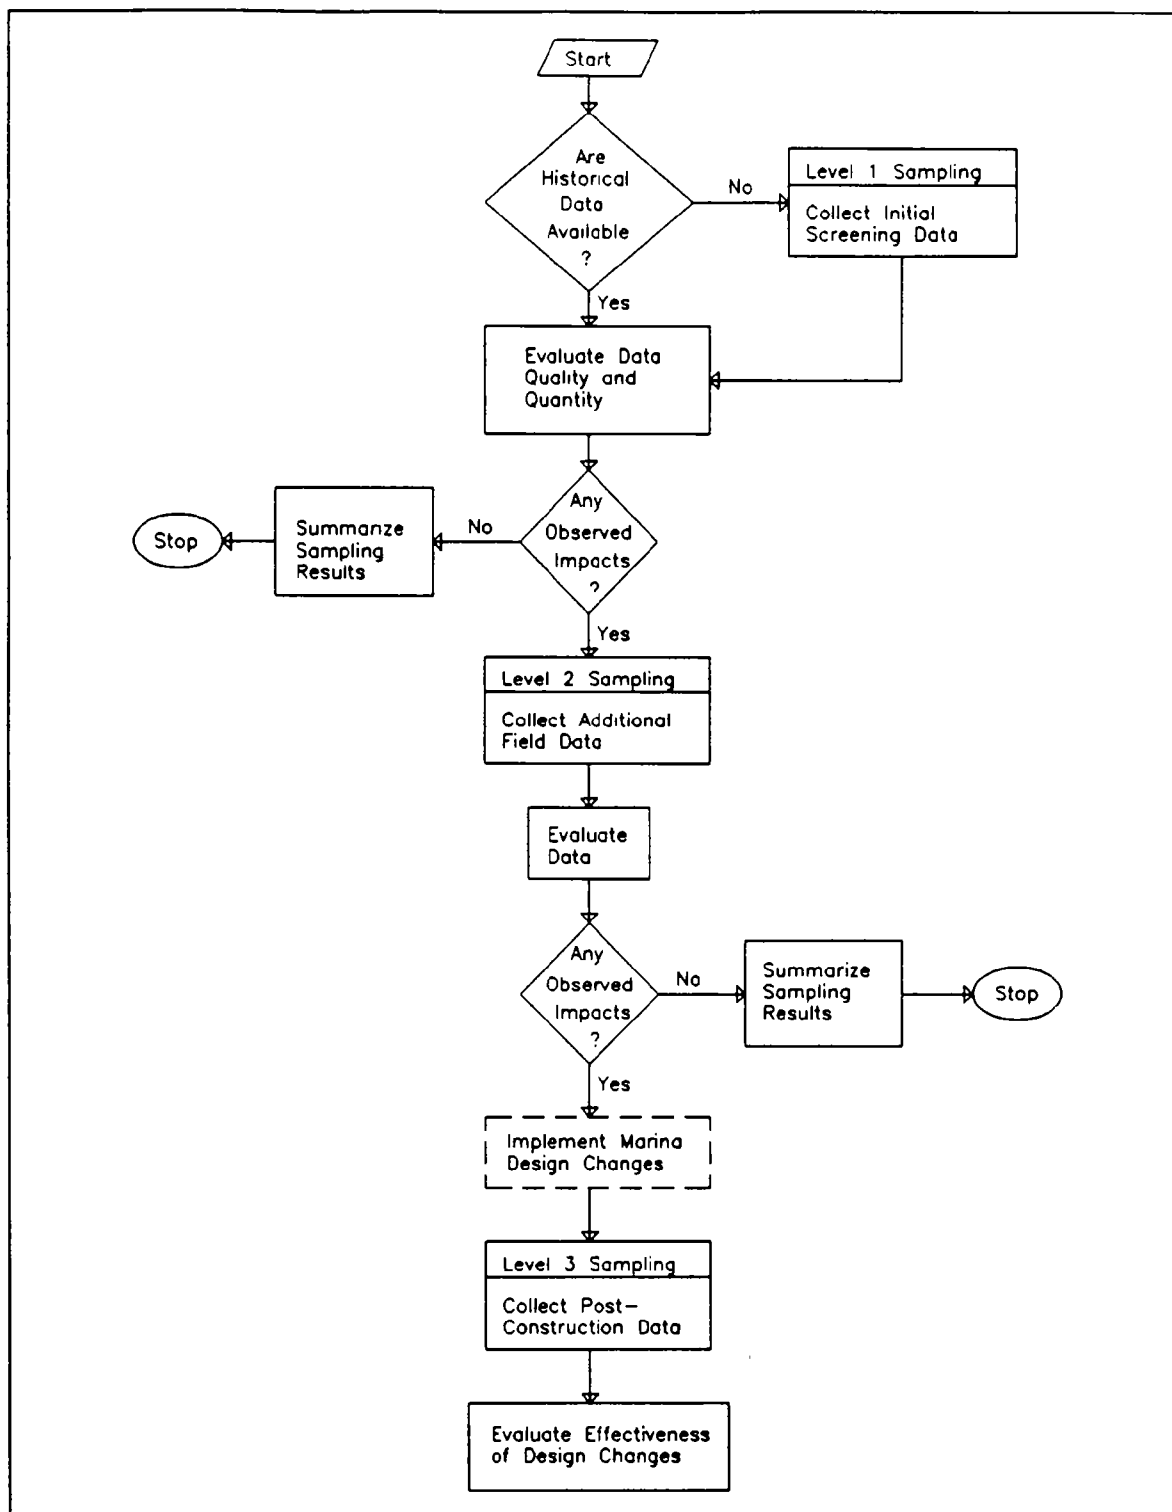 Start
Are
Historical
Data
Available
?
No
Level 1 Sampling
Collect Initial
Screening Data
Yes
Evaluate Data
Quality and
Quantity
Any
Observed
Impacts
?
No
Summarize
Sampling
Results
Stop
Yes
Level 2 Sampling
Collect Additional
Field Data
Evaluate
Data
Any
Observed
Impacts
?
No
Summarize
Sampling
Results
Stop
Yes
Implement Marina
Design Changes
Level 3 Sampling
Collect Post-
Construction Data
Evaluate Effectiveness
of Design Changes